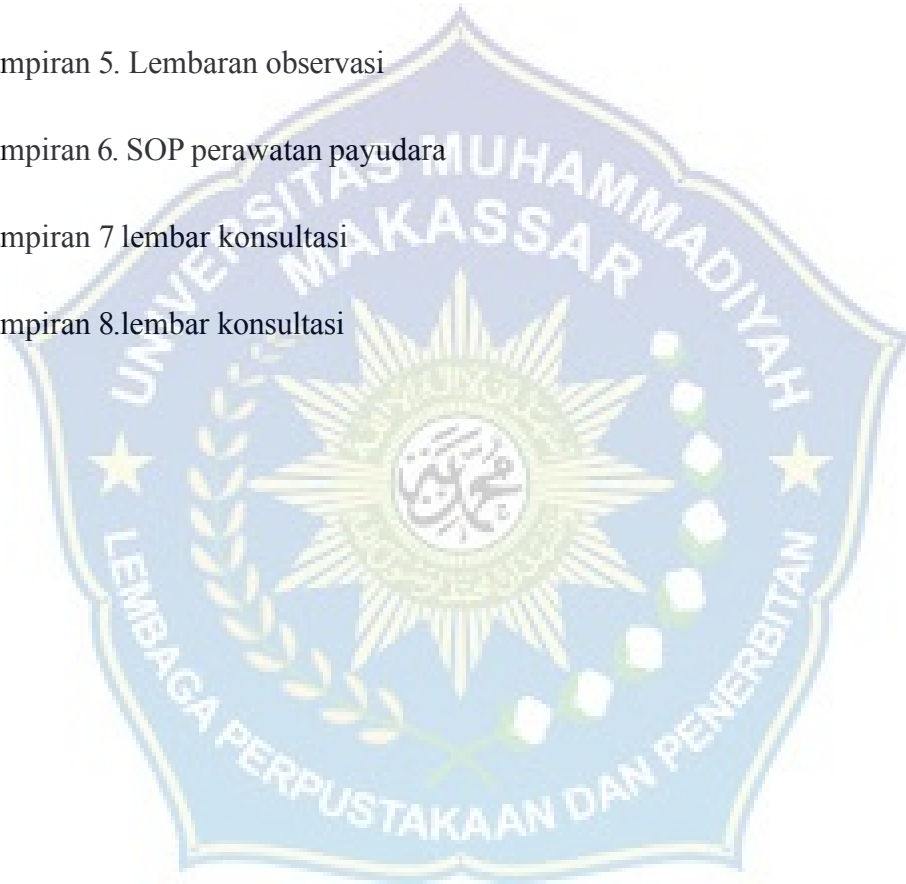 mpiran 5. Lembaran observasi
mpiran 6. SOP perawatan payudara
mpiran 7 lembar konsultasi
mpiran 8.lembar konsultasi
UNIVERSITAS MUHAMMADIYAH
MAKASSAR
LEMBAGA PERPUSTAKAAN DAN PENERBITAN